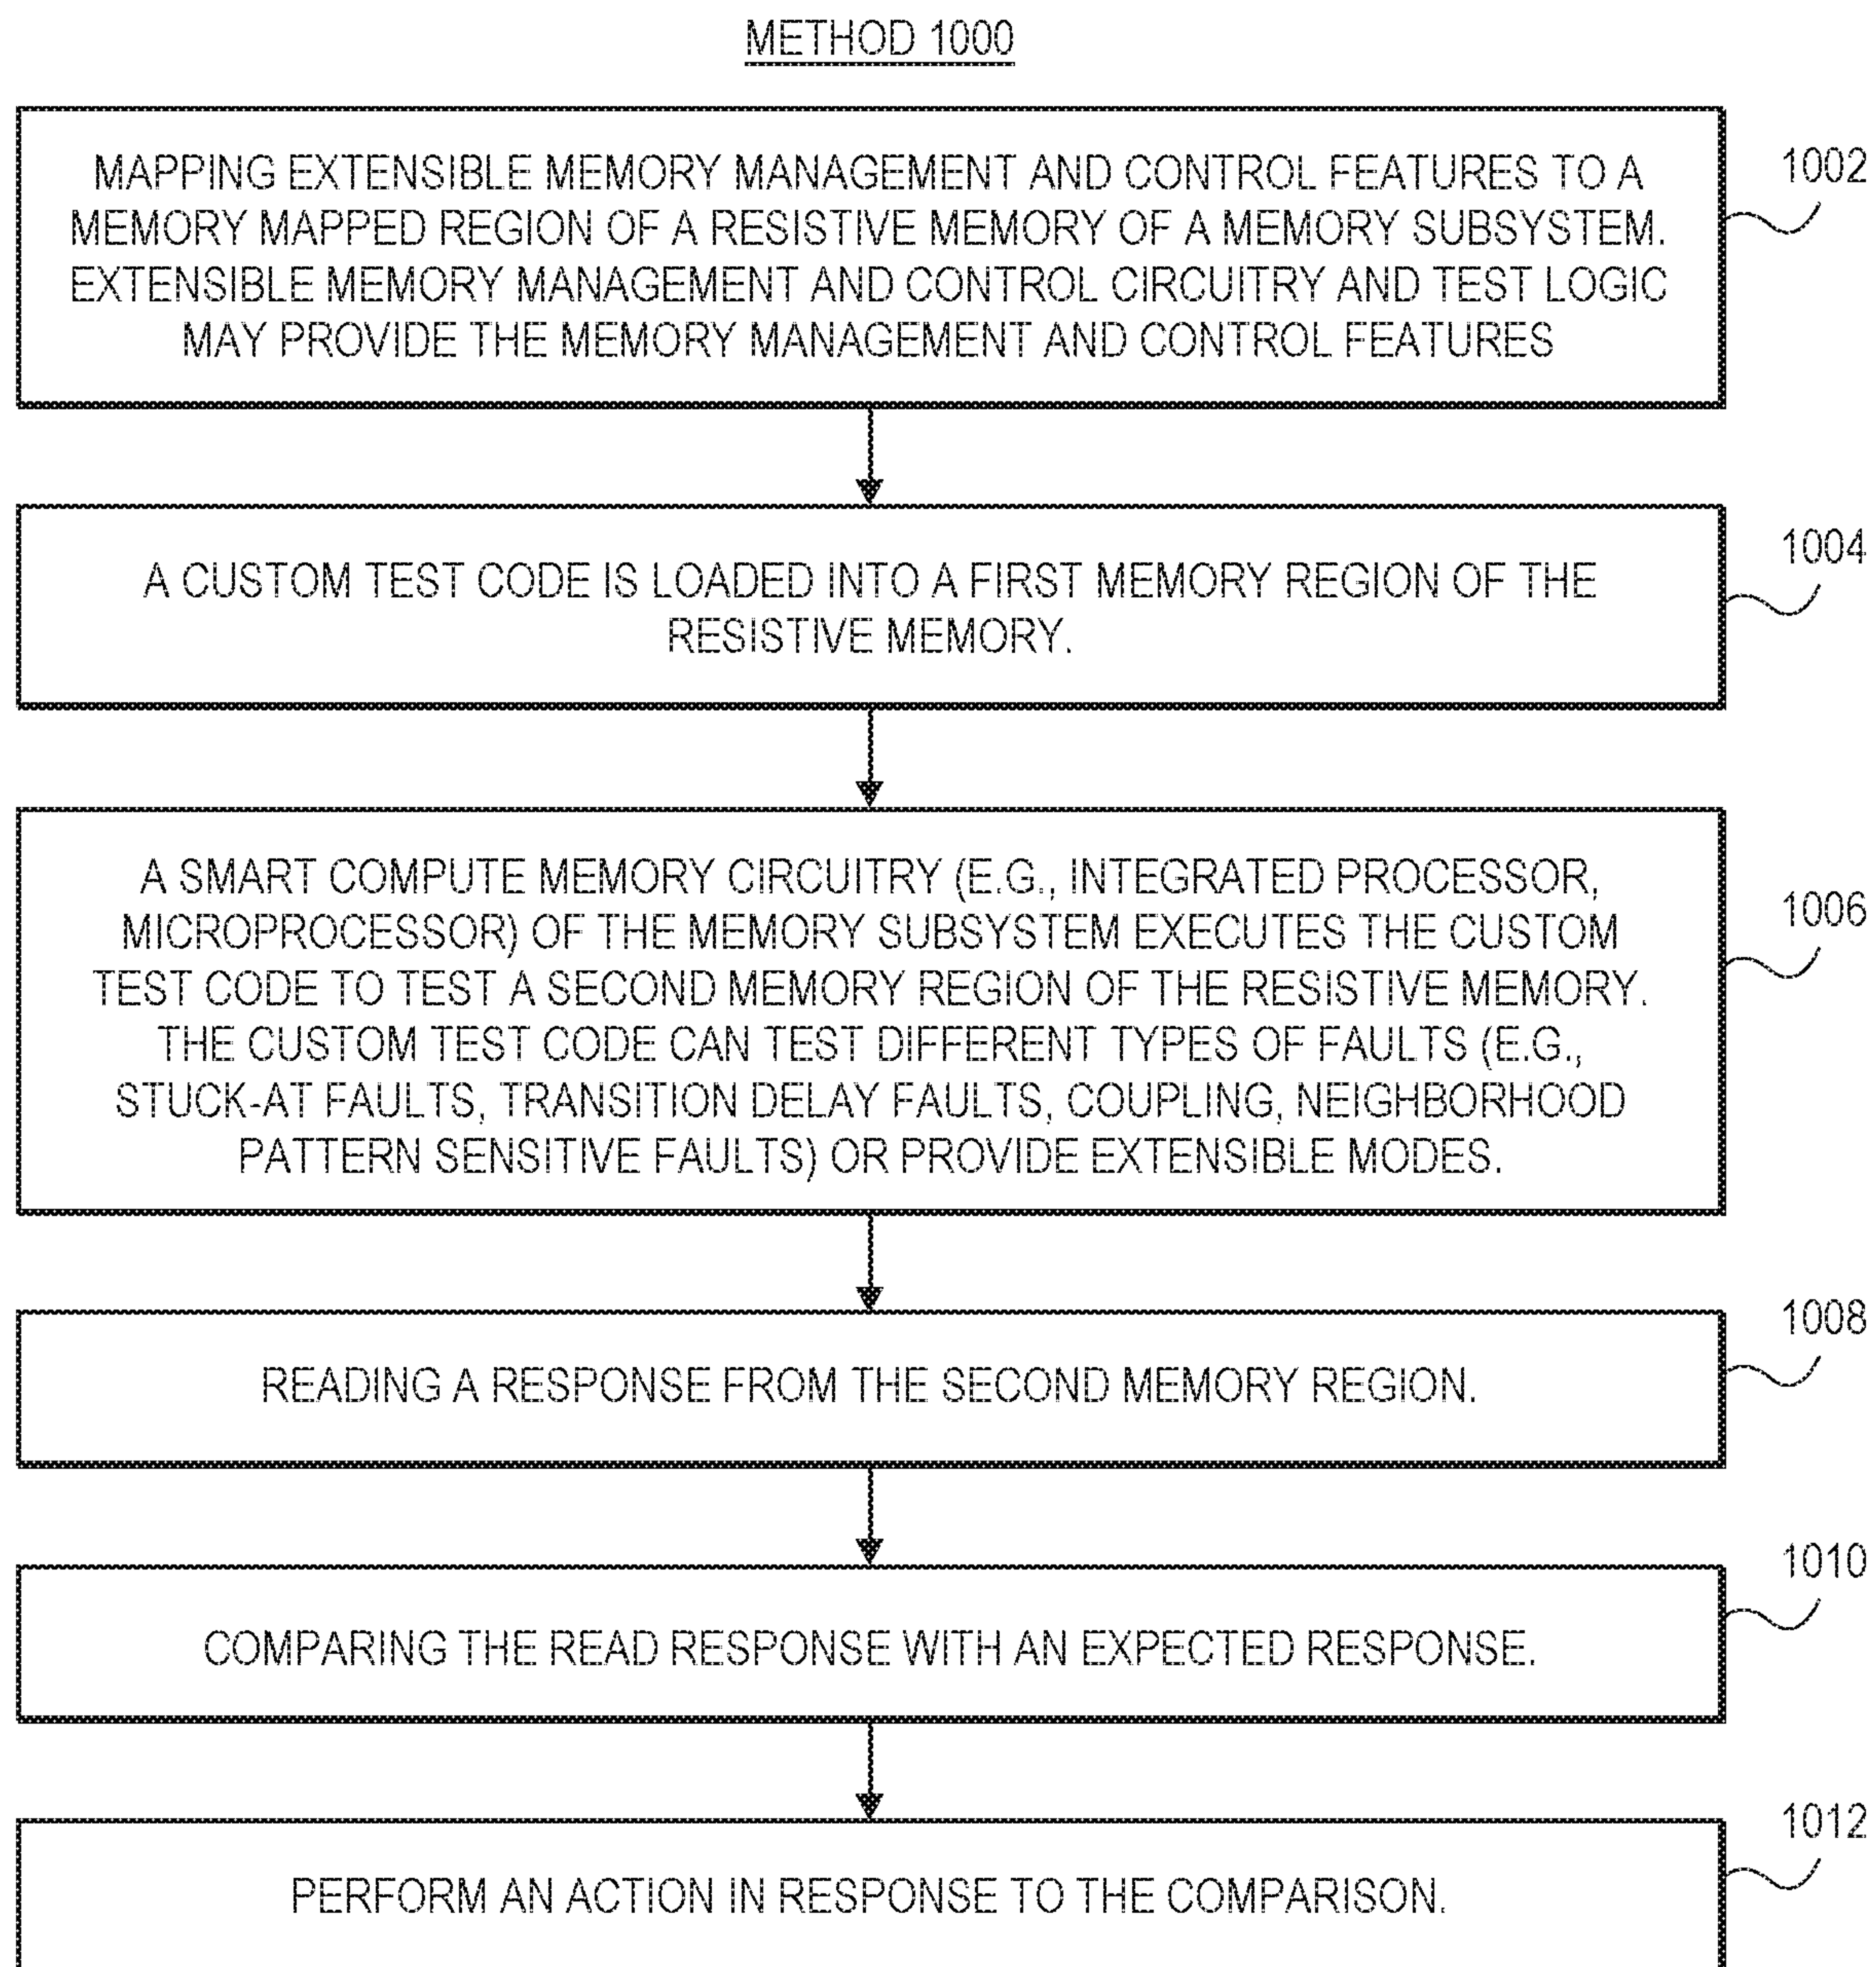 METHOD 1000
MAPPING EXTENSIBLE MEMORY MANAGEMENT AND CONTROL FEATURES TO A
MEMORY MAPPED REGION OF A RESISTIVE MEMORY OF A MEMORY SUBSYSTEM.
EXTENSIBLE MEMORY MANAGEMENT AND CONTROL CIRCUITRY AND TEST LOGIC
MAY PROVIDE THE MEMORY MANAGEMENT AND CONTROL FEATURES
1002
A CUSTOM TEST CODE IS LOADED INTO A FIRST MEMORY REGION OF THE
RESISTIVE MEMORY.
1004
A SMART COMPUTE MEMORY CIRCUITRY (E.G., INTEGRATED PROCESSOR,
MICROPROCESSOR) OF THE MEMORY SUBSYSTEM EXECUTES THE CUSTOM
TEST CODE TO TEST A SECOND MEMORY REGION OF THE RESISTIVE MEMORY.
THE CUSTOM TEST CODE CAN TEST DIFFERENT TYPES OF FAULTS (E.G.,
STUCK-AT FAULTS, TRANSITION DELAY FAULTS, COUPLING, NEIGHBORHOOD
PATTERN SENSITIVE FAULTS) OR PROVIDE EXTENSIBLE MODES.
1006
READING A RESPONSE FROM THE SECOND MEMORY REGION.
1008
COMPARING THE READ RESPONSE WITH AN EXPECTED RESPONSE.
1010
PERFORM AN ACTION IN RESPONSE TO THE COMPARISON.
1012